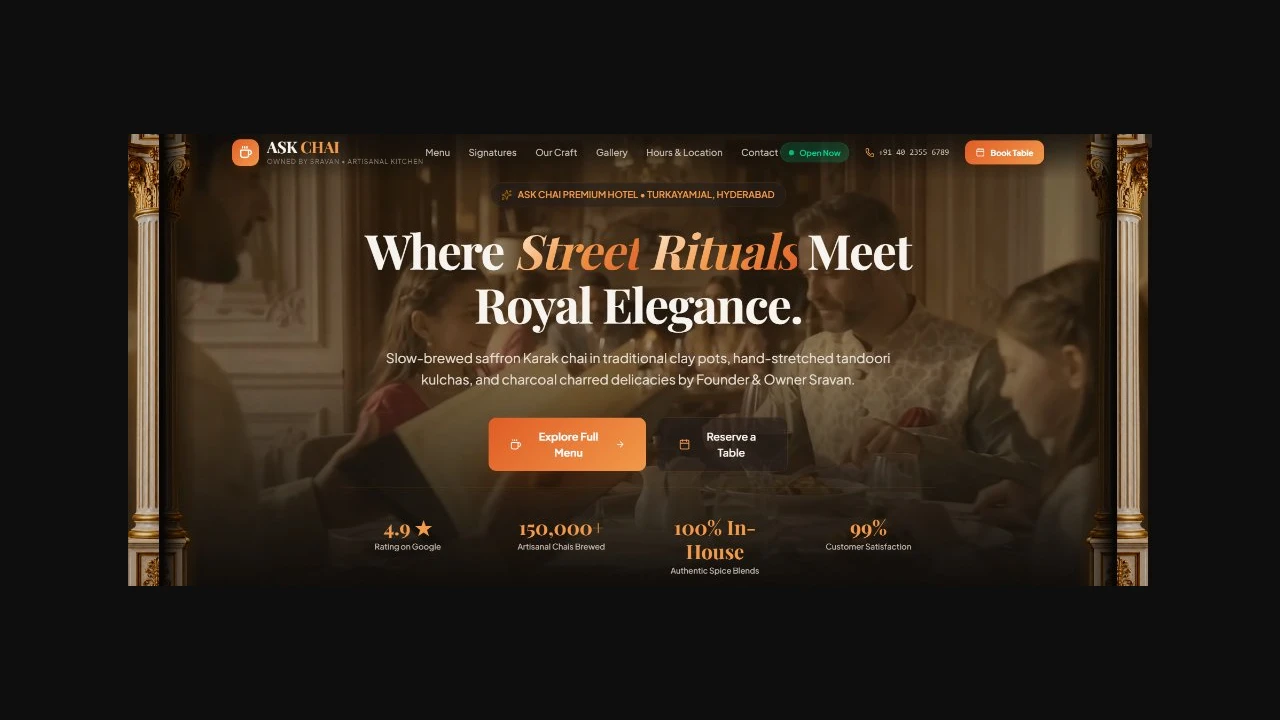 ASK CHAI
OWNED BY SRAVAN • ARTISANAL KITCHEN
Menu
Signatures
Our Craft
Gallery
Hours & Location
Contact
Open Now
+91 40 2355 6789
Book Table
ASK CHAI PREMIUM HOTEL • TURKAYAMJAL, HYDERABAD
Where Street Rituals Meet
Royal Elegance.
Slow-brewed saffron Karak chai in traditional clay pots, hand-stretched tandoori
kulchas, and charcoal charred delicacies by Founder & Owner Sravan.
Explore Full
Menu
Reserve a
Table
4.9 ★
Rating on Google
150,000+
Artisanal Chais Brewed
100% In-
House
Authentic Spice Blends
99%
Customer Satisfaction